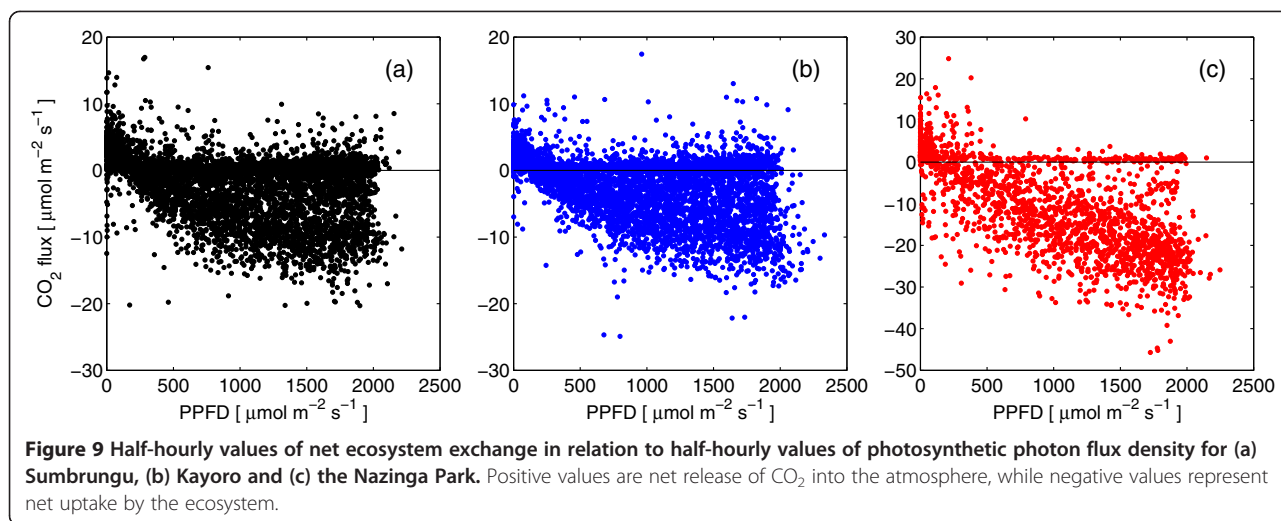 20
10
0
−10
−20
−30
CO₂ flux [ μmol m⁻² s⁻¹ ]
0 500 1000 1500 2000 2500
PPFD [ μmol m⁻² s⁻¹ ]
(a)
20
10
0
−10
−20
−30
0 500 1000 1500 2000 2500
PPFD [ μmol m⁻² s⁻¹ ]
(b)
30
20
10
0
−10
−20
−30
−40
−50
0 500 1000 1500 2000 2500
PPFD [ μmol m⁻² s⁻¹ ]
(c)
Figure 9 Half-hourly values of net ecosystem exchange in relation to half-hourly values of photosynthetic photon flux density for (a)
Sumbrungu, (b) Kayoro and (c) the Nazinga Park. Positive values are net release of CO₂ into the atmosphere, while negative values represent
net uptake by the ecosystem.